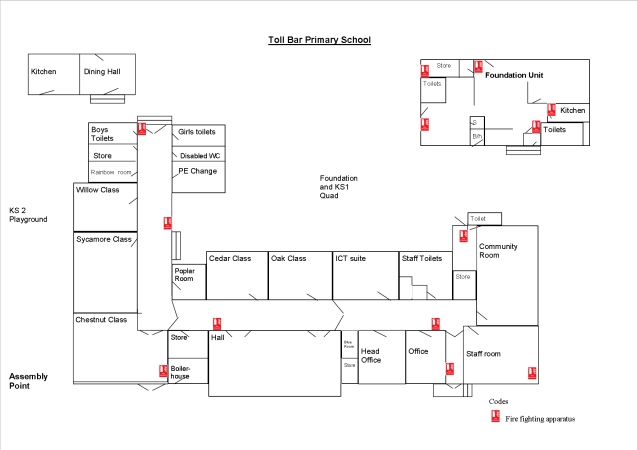 Toll Bar Primary School
Kitchen
Dining Hall
Store
Foundation Unit
Toilets
Kitchen
S
Toilets
Boys
Toilets
Girls toilets
Store
Disabled WC
Rainbow room
PE Change
Willow Class
Foundation
and KS1
Quad
KS 2
Playground
Toilet
Sycamore Class
Community
Room
Cedar Class
Oak Class
ICT suite
Staff Toilets
Poplar
Room
Store
Chestnut Class
Store
Hall
Room
Store
Head
Office
Office
Staff room
Boiler-
house
Assembly
Point
Codes
Fire fighting apparatus